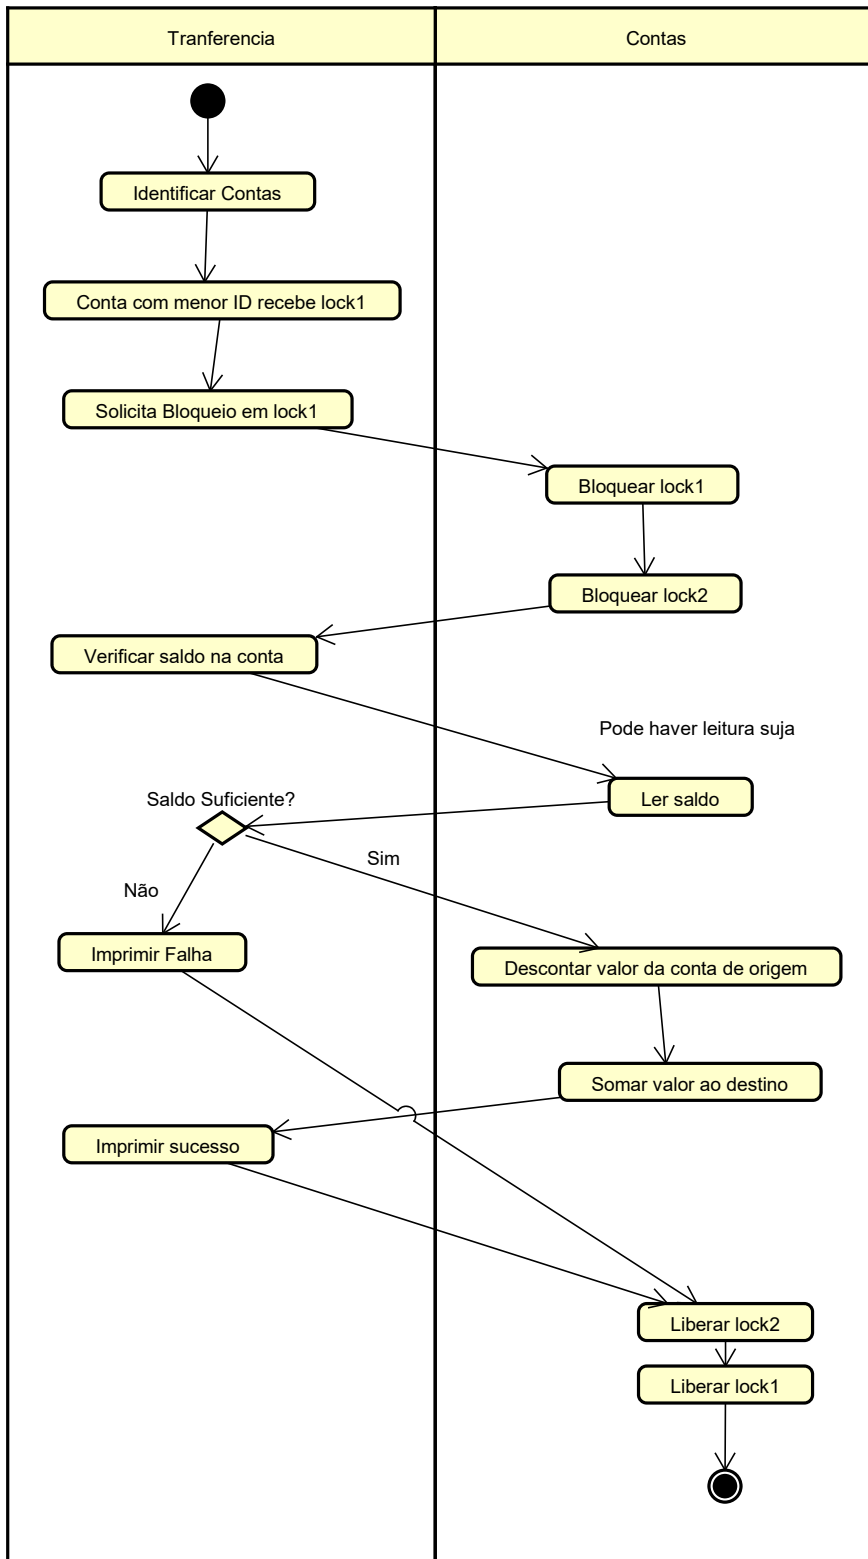 Tranferencia
Contas
Identificar Contas
Conta com menor ID recebe lock1
Solicita Bloqueio em lock1
Bloquear lock1
Bloquear lock2
Verificar saldo na conta
Pode haver leitura suja
Ler saldo
Saldo Suficiente?
Sim
Não
Imprimir Falha
Descontar valor da conta de origem
Somar valor ao destino
Imprimir sucesso
Liberar lock2
Liberar lock1